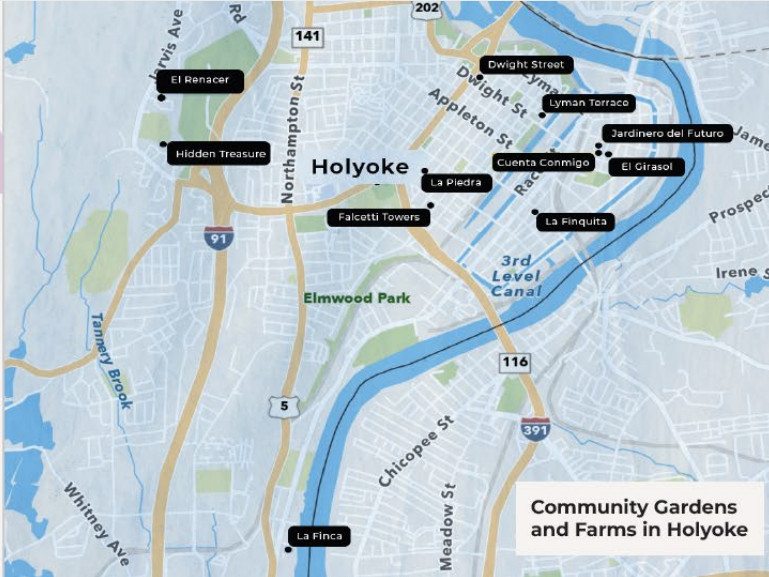 202
141
Jarvis Ave
Rd
El Renacer
Dwight Street
Dwight St
Lyman Terrace
Appleton St
Jardinero del Futuro
Hidden Treasure
Northampton St
Holyoke
Cuenta Conmigo
El Girasol
La Piedra
Falcetti Towers
La Finquita
91
3rd
Level
Canal
Elmwood Park
Prospec
Irene S
Tannery Brook
116
5
391
Chicopee St
Meadow St
Whitney Ave
La Finca
Community Gardens
and Farms in Holyoke